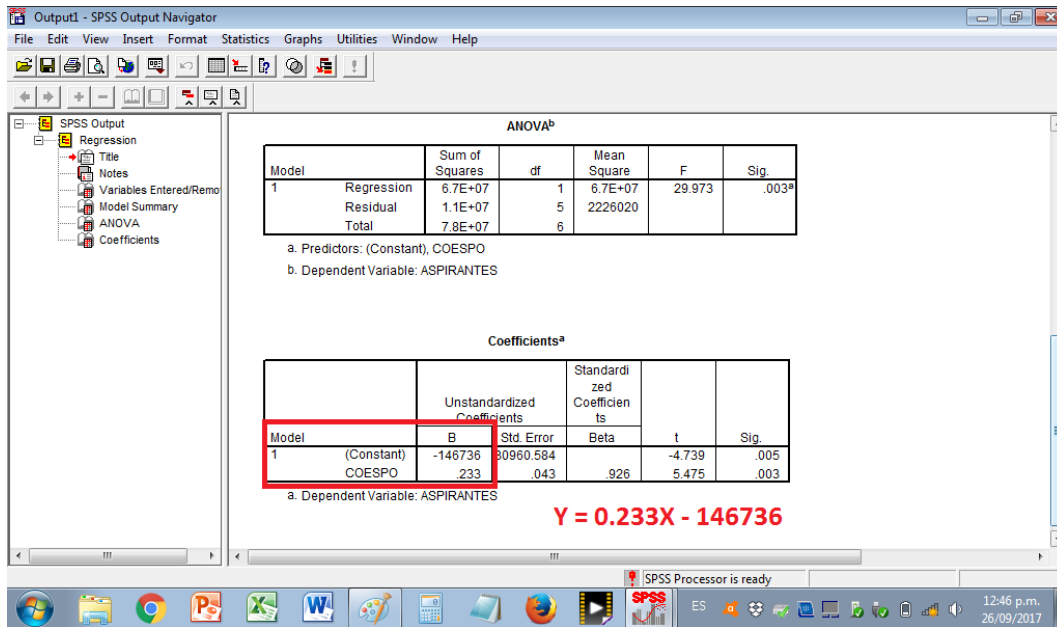 Output1 - SPSS Output Navigator
File Edit View Insert Format Statistics Graphs Utilities Window Help
SPSS Output
Regression
Title
Notes
Variables Entered/Remo
Model Summary
ANOVA
Coefficients
ANOVAb
Model Sum of Squares df Mean Square F Sig.
1 Regression 6.7E+07 1 6.7E+07 29.973 .003a
Residual 1.1E+07 5 2226020
Total 7.8E+07 6
a. Predictors: (Constant), COESPO
b. Dependent Variable: ASPIRANTES
Coefficientsa
Unstandardized Coefficients Standardi zed Coefficien ts
Model B Std. Error Beta t Sig.
1 (Constant) -146736 30960.584 -4.739 .005
COESPO .233 .043 .926 5.475 .003
a. Dependent Variable: ASPIRANTES
Y = 0.233X - 146736
SPSS Processor is ready
SPSS
ES
12:46 p.m.
26/09/2017